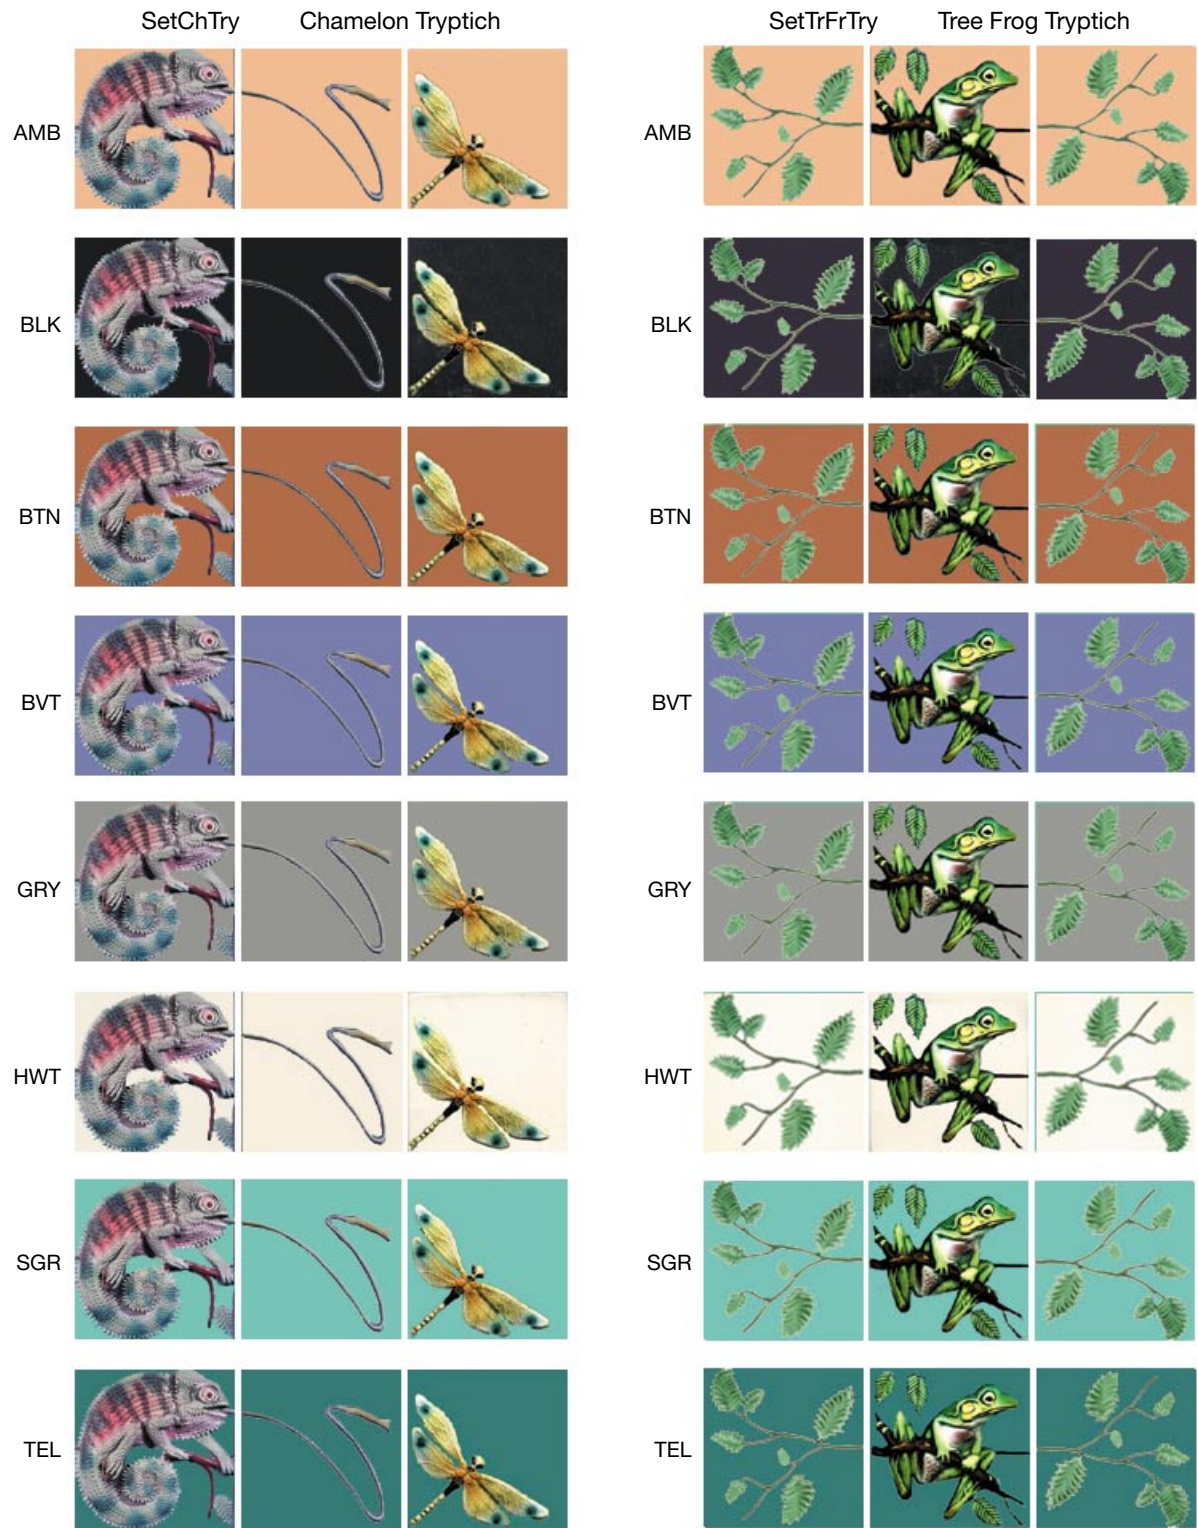 SetChTry Chamelon Tryptich SetTrFrTry Tree Frog Tryptich
AMB AMB
BLK BLK
BTN BTN
BVT BVT
GRY GRY
HWT HWT
SGR SGR
TEL TEL